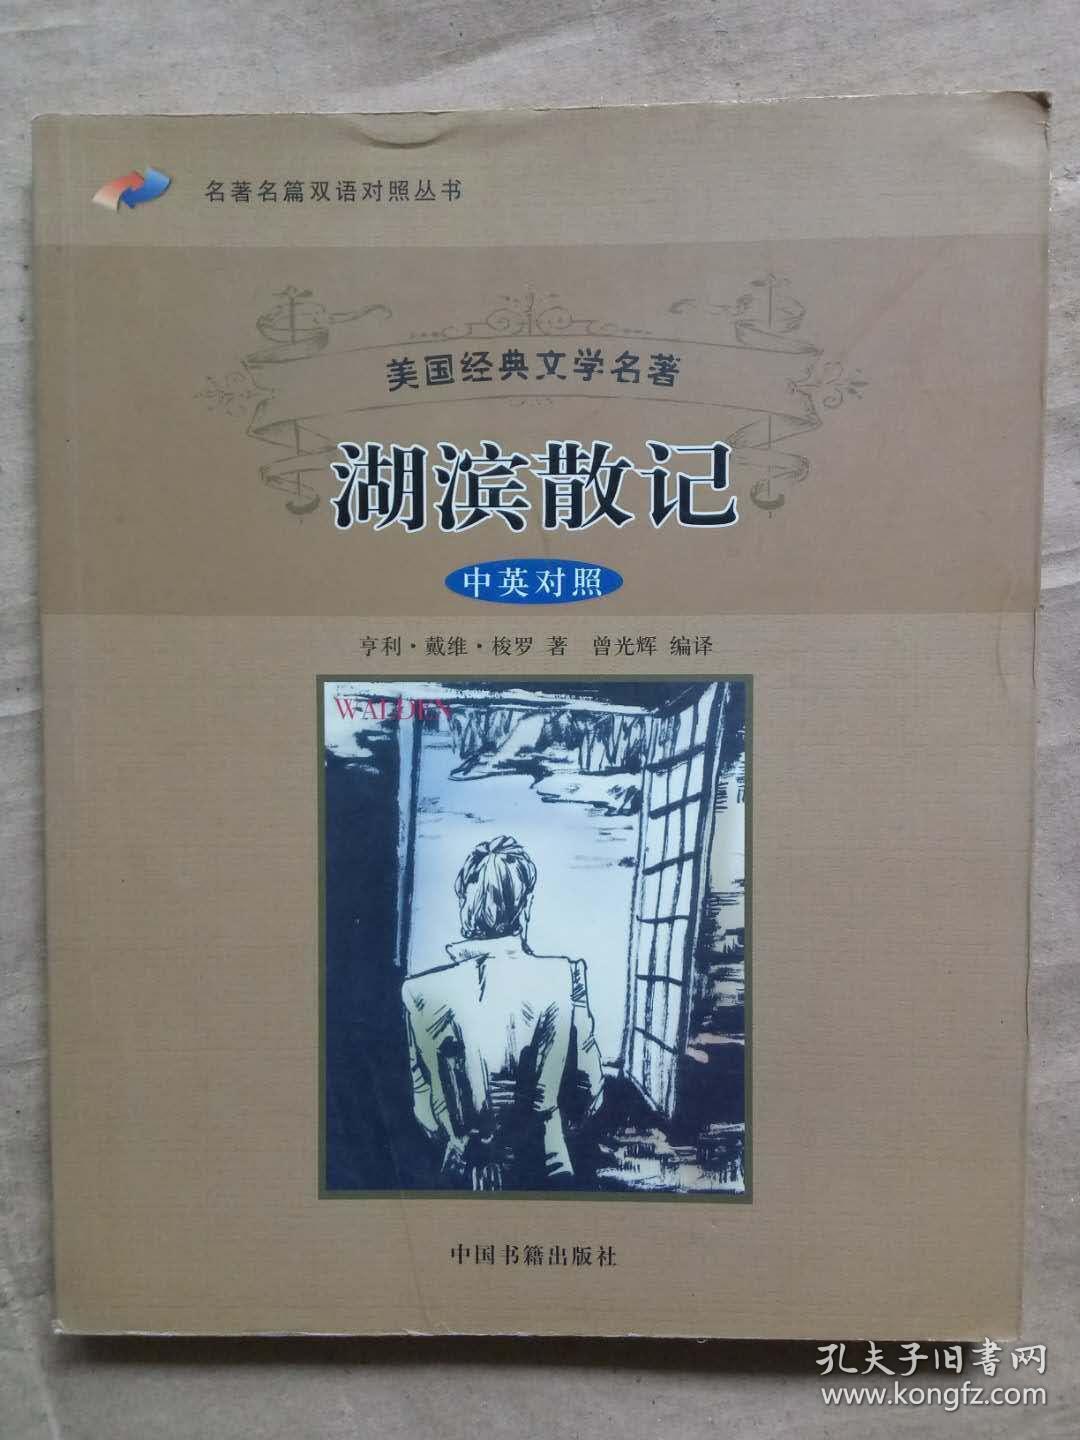 名著名篇双语对照丛书
美国经典文学名著
湖滨散记
中英对照
亨利·戴维·梭罗 著 曾光辉 编译
WALDEN
中国书籍出版社
孔夫子旧书网
www.kongfz.com